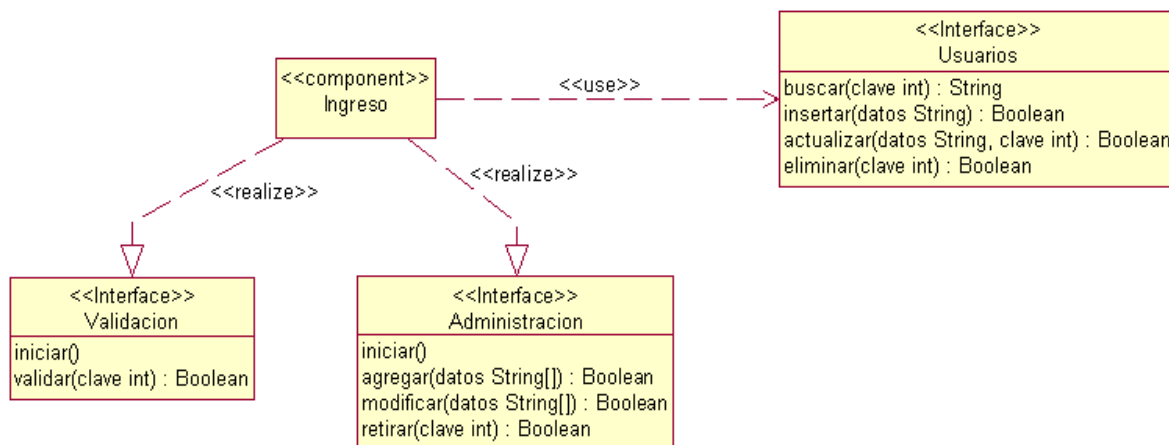 <<component>>
Ingreso
<<use>>
<<Interface>>
Usuarios
buscar(clave int) : String
insertar(datos String) : Boolean
actualizar(datos String, clave int) : Boolean
eliminar(clave int) : Boolean
<<realize>>
<<realize>>
<<Interface>>
Validacion
iniciar()
validar(clave int) : Boolean
<<Interface>>
Administracion
iniciar()
agregar(datos String[]) : Boolean
modificar(datos String[]) : Boolean
retirar(clave int) : Boolean